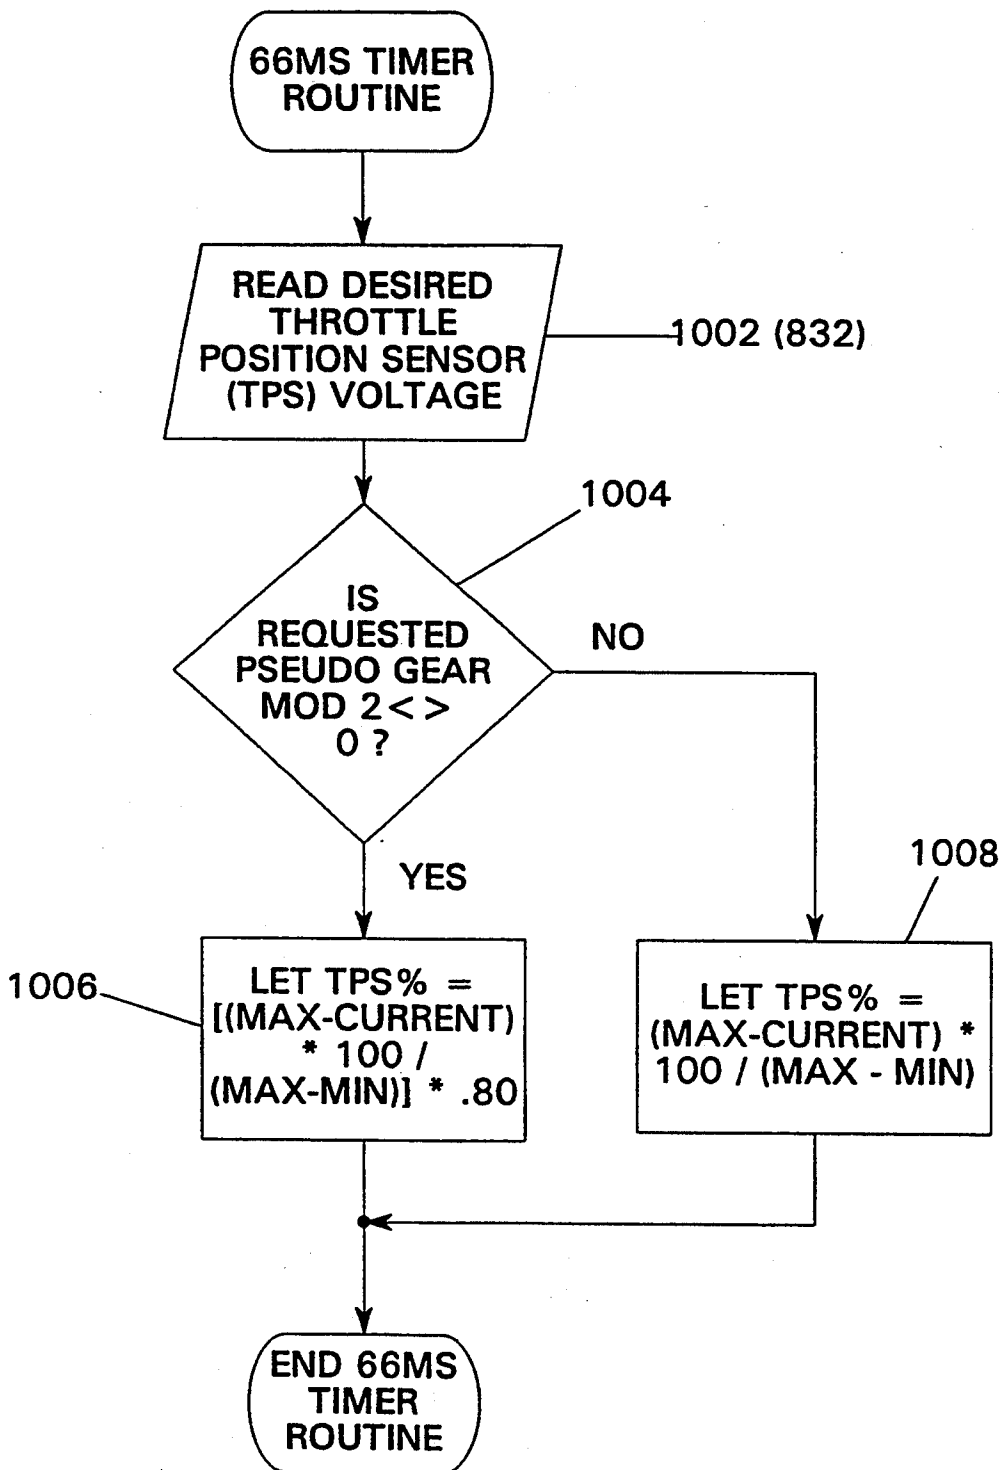 66MS TIMER
ROUTINE
READ DESIRED
THROTTLE
POSITION SENSOR
(TPS) VOLTAGE
1002 (832)
1004
IS
REQUESTED
PSEUDO GEAR
MOD 2< >
0 ?
NO
YES
1008
1006
LET TPS% =
[(MAX-CURRENT)
* 100 /
(MAX-MIN)] * .80
LET TPS% =
(MAX-CURRENT) *
100 / (MAX - MIN)
END 66MS
TIMER
ROUTINE